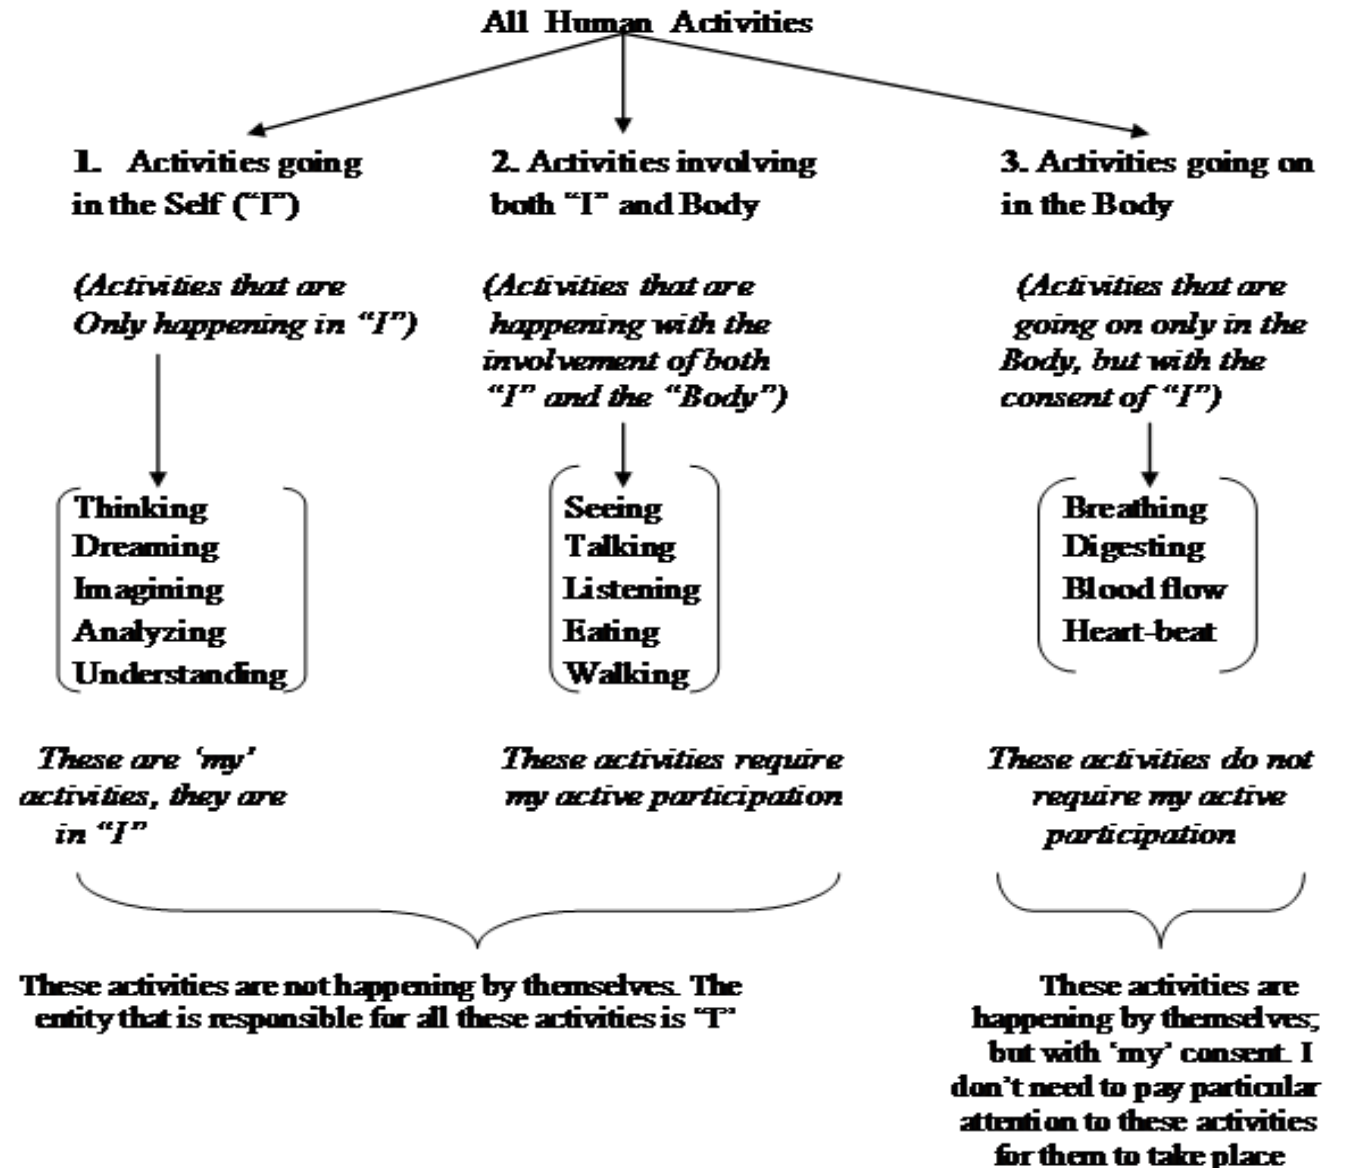 All Human Activities
1. Activities going
in the Self (“I”)
2. Activities involving
both “I” and Body
3. Activities going on
in the Body
(Activities that are
Only happening in “I”)
(Activities that are
happening with the
involvement of both
“I” and the “Body”)
(Activities that are
going on only in the
Body, but with the
consent of “I”)
Thinking
Dreaming
Imagining
Analyzing
Understanding
Seeing
Talking
Listening
Eating
Walking
Breathing
Digesting
Blood flow
Heart-beat
These are ‘my’
activities, they are
in “I”
These activities require
my active participation
These activities do not
require my active
participation
These activities are not happening by themselves. The
entity that is responsible for all these activities is “I”
These activities are
happening by themselves;
but with ‘my’ consent. I
don’t need to pay particular
attention to these activities
for them to take place